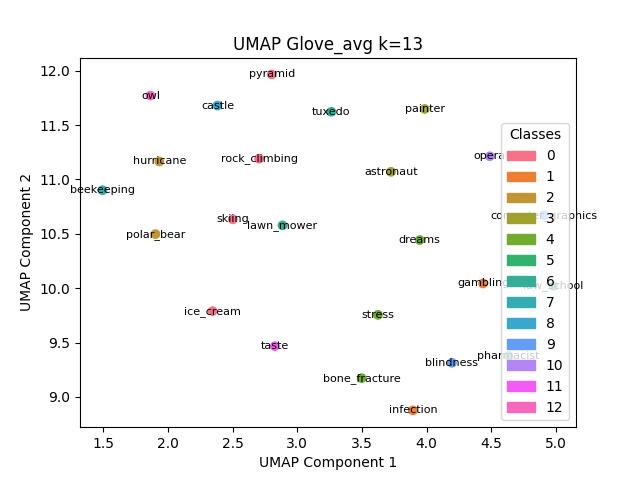 UMAP Glove_avg k=13
UMAP Component 2
12.0
11.5
11.0
10.5
10.0
9.5
9.0
pyramid
owl
castle
tuxedo
painter
hurricane
rock_climbing
opera
astronaut
beekeeping
skiing
lawn_mower
polar_bear
dreams
gambling
ice_cream
stress
taste
blindness
pharmacist
bone_fracture
infection
Classes
0
1
2
3
4
5
6
7
8
9
10
11
12
1.5 2.0 2.5 3.0 3.5 4.0 4.5 5.0
UMAP Component 1